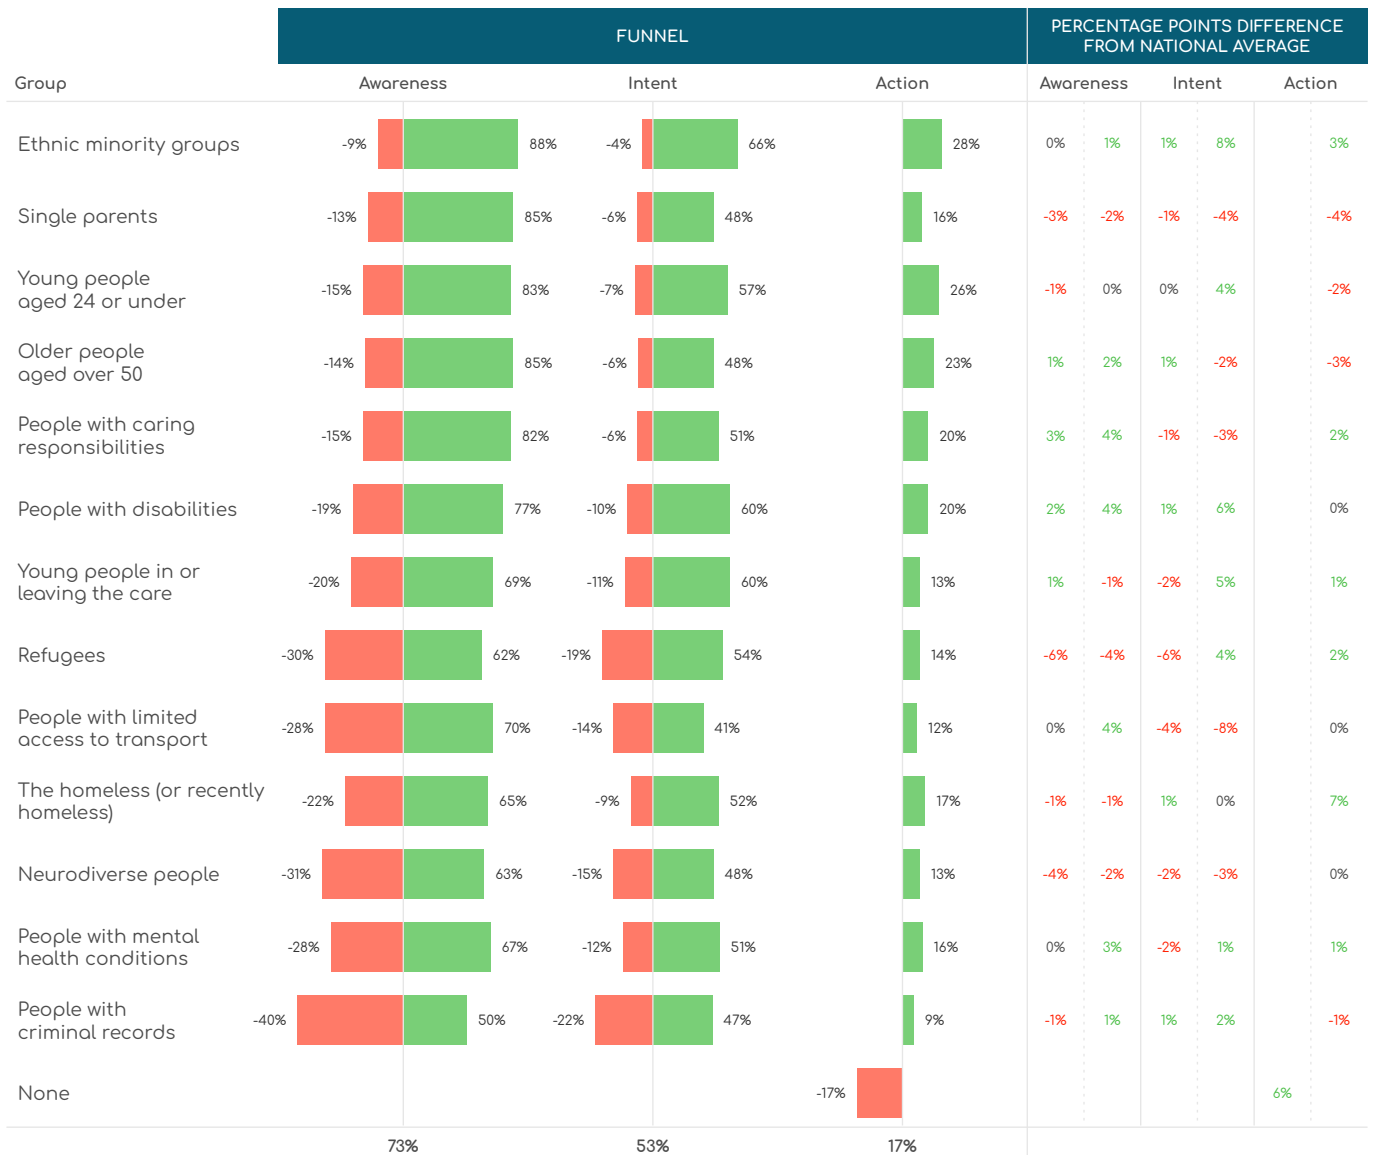 FUNNEL
PERCENTAGE POINTS DIFFERENCE
FROM NATIONAL AVERAGE
Group Awareness Intent Action Awareness Intent Action
Ethnic minority groups -9% 88% -4% 66% 28% 0% 1% 1% 8% 3%
Single parents -13% 85% -6% 48% 16% -3% -2% -1% -4% -4%
Young people
aged 24 or under -15% 83% -7% 57% 26% -1% 0% 0% 4% -2%
Older people
aged over 50 -14% 85% -6% 48% 23% 1% 2% 1% -2% -3%
People with caring
responsibilities -15% 82% -6% 51% 20% 3% 4% -1% -3% 2%
People with disabilities -19% 77% -10% 60% 20% 2% 4% 1% 6% 0%
Young people in or
leaving the care -20% 69% -11% 60% 13% 1% -1% -2% 5% 1%
Refugees -30% 62% -19% 54% 14% -6% -4% -6% 4% 2%
People with limited
access to transport -28% 70% -14% 41% 12% 0% 4% -4% -8% 0%
The homeless (or recently
homeless) -22% 65% -9% 52% 17% -1% -1% 1% 0% 7%
Neurodiverse people -31% 63% -15% 48% 13% -4% -2% -2% -3% 0%
People with mental
health conditions -28% 67% -12% 51% 16% 0% 3% -2% 1% 1%
People with
criminal records -40% 50% -22% 47% 9% -1% 1% 1% 2% -1%
None -17% 6%
73% 53% 17%